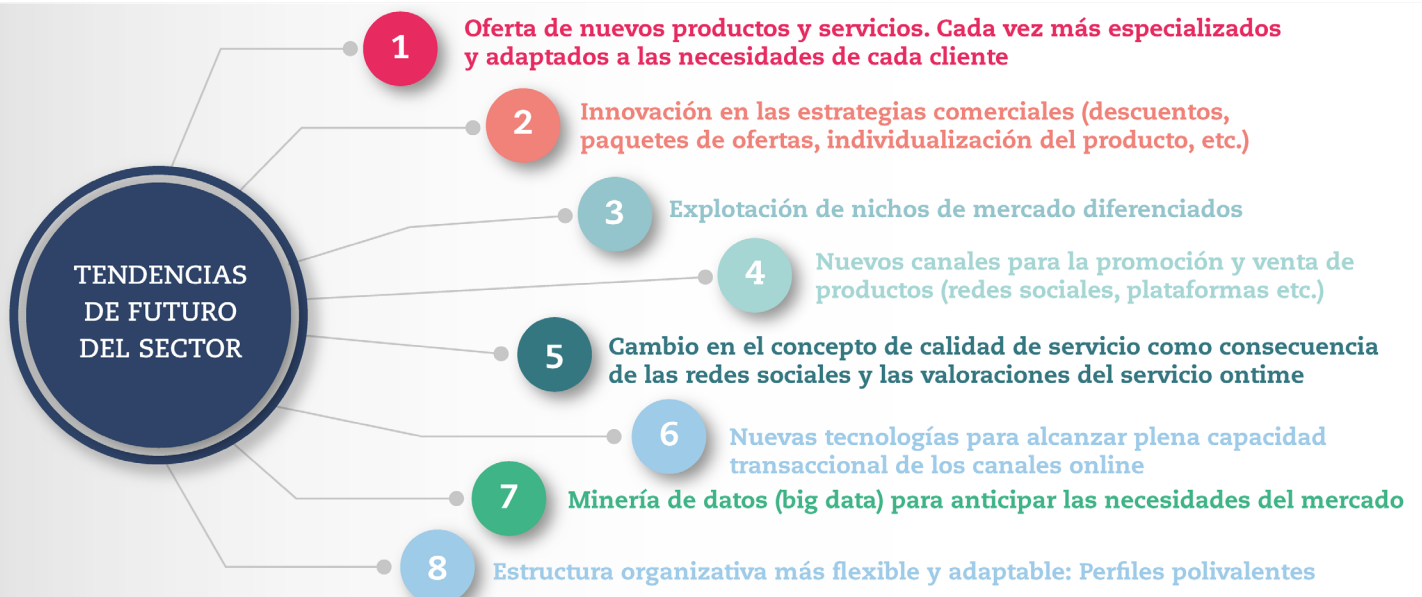 TENDENCIAS
DE FUTURO
DEL SECTOR
1
Oferta de nuevos productos y servicios. Cada vez más especializados
y adaptados a las necesidades de cada cliente
2
Innovación en las estrategias comerciales (descuentos,
paquetes de ofertas, individualización del producto, etc.)
3
Explotación de nichos de mercado diferenciados
4
Nuevos canales para la promoción y venta de
productos (redes sociales, plataformas etc.)
5
Cambio en el concepto de calidad de servicio como consecuencia
de las redes sociales y las valoraciones del servicio ontime
6
Nuevas tecnologías para alcanzar plena capacidad
transaccional de los canales online
7
Minería de datos (big data) para anticipar las necesidades del mercado
8
Estructura organizativa más flexible y adaptable: Perfiles polivalentes